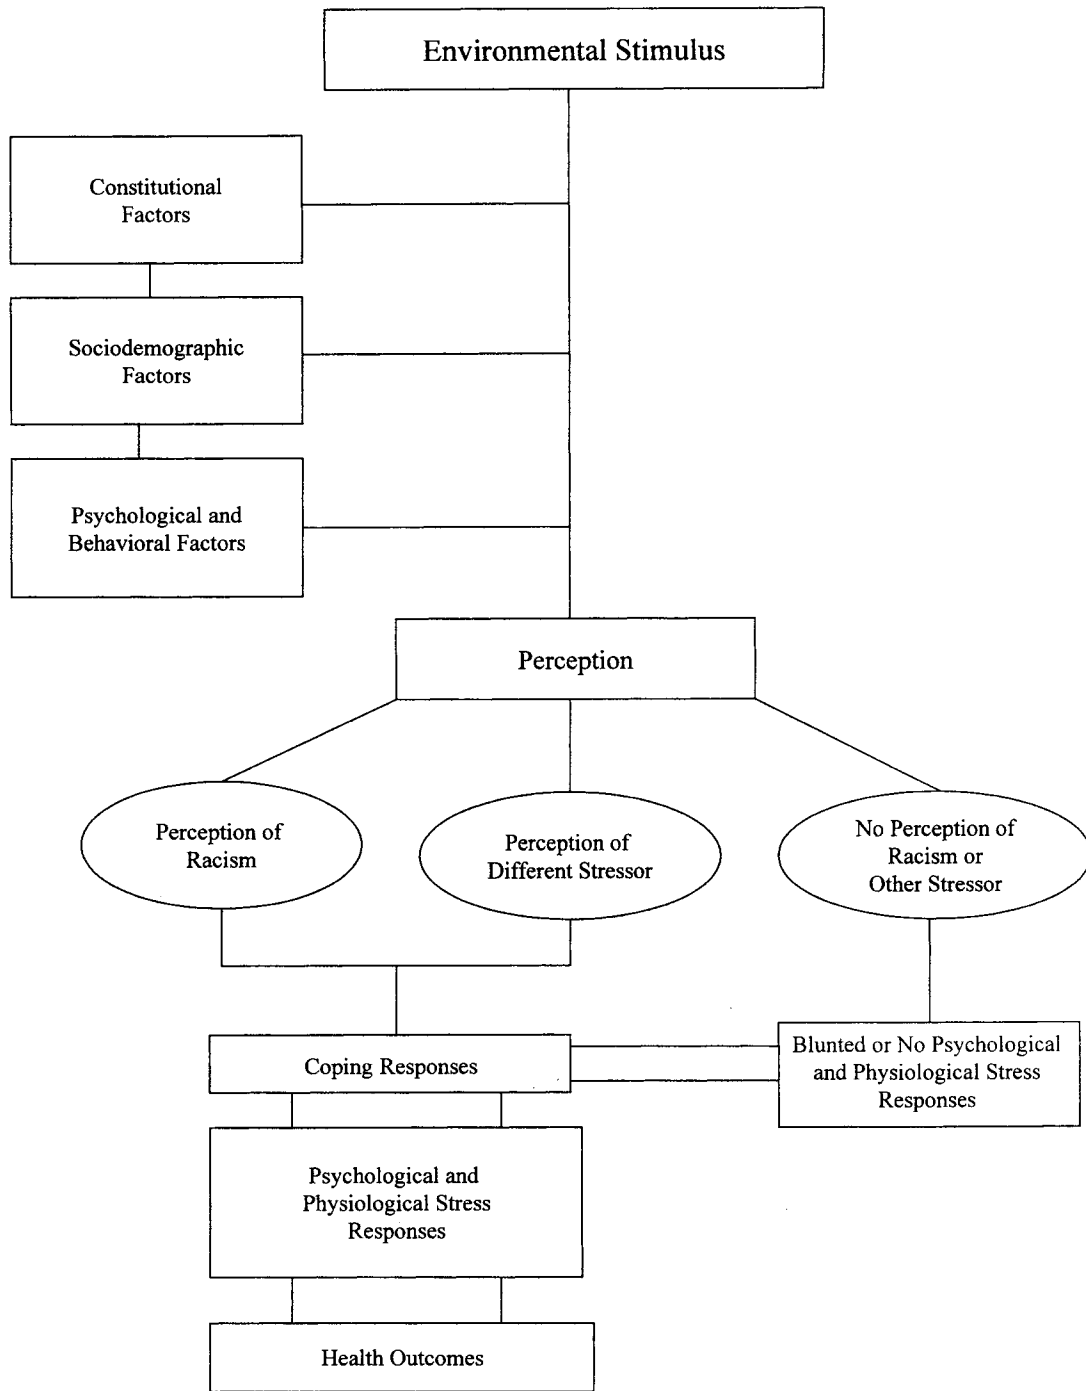 Environmental Stimulus
Constitutional
Factors
Sociodemographic
Factors
Psychological and
Behavioral Factors
Perception
Perception of
Racism
Perception of
Different Stressor
No Perception of
Racism or
Other Stressor
Coping Responses
Blunted or No Psychological
and Physiological Stress
Responses
Psychological and
Physiological Stress
Responses
Health Outcomes